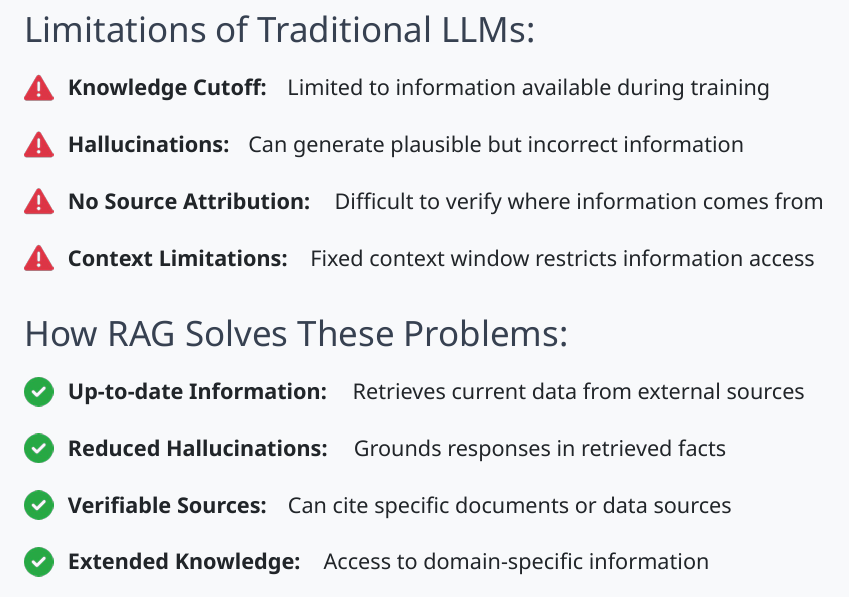 Limitations of Traditional LLMs:
Knowledge Cutoff: Limited to information available during training
Hallucinations: Can generate plausible but incorrect information
No Source Attribution: Difficult to verify where information comes from
Context Limitations: Fixed context window restricts information access
How RAG Solves These Problems:
Up-to-date Information: Retrieves current data from external sources
Reduced Hallucinations: Grounds responses in retrieved facts
Verifiable Sources: Can cite specific documents or data sources
Extended Knowledge: Access to domain-specific information